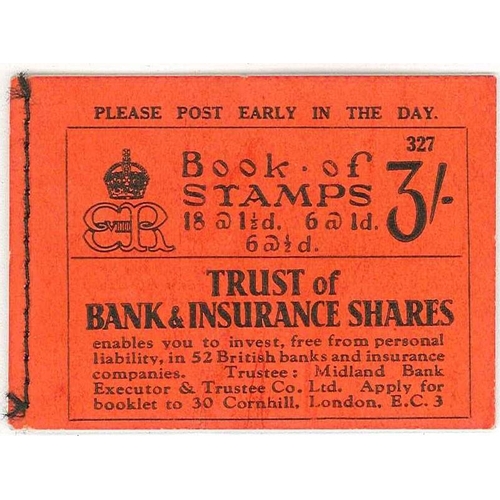 PLEASE POST EARLY IN THE DAY.
327
Book of
STAMPS
3/-
18 @ 1½d. 6 @ 1d.
6 @ ½d.
E VIII R
TRUST of
BANK & INSURANCE SHARES
enables you to invest, free from personal
liability, in 52 British banks and insurance
companies. Trustee: Midland Bank
Executor & Trustee Co. Ltd. Apply for
booklet to 30 Cornhill, London, E.C. 3